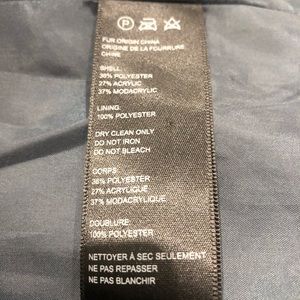 P
FUR ORIGIN CHINA
ORIGINE DE LA FOURRURE
CHINE
SHELL:
36% POLYESTER
27% ACRYLIC
37% MODACRYLIC
LINING:
100% POLYESTER
DRY CLEAN ONLY
DO NOT IRON
DO NOT BLEACH
CORPS:
36% POLYESTER
27% ACRYLIQUE
37% MODACRYLIQUE
DOUBLURE:
100% POLYESTER
NETTOYER À SEC SEULEMENT
NE PAS REPASSER
NE PAS BLANCHIR